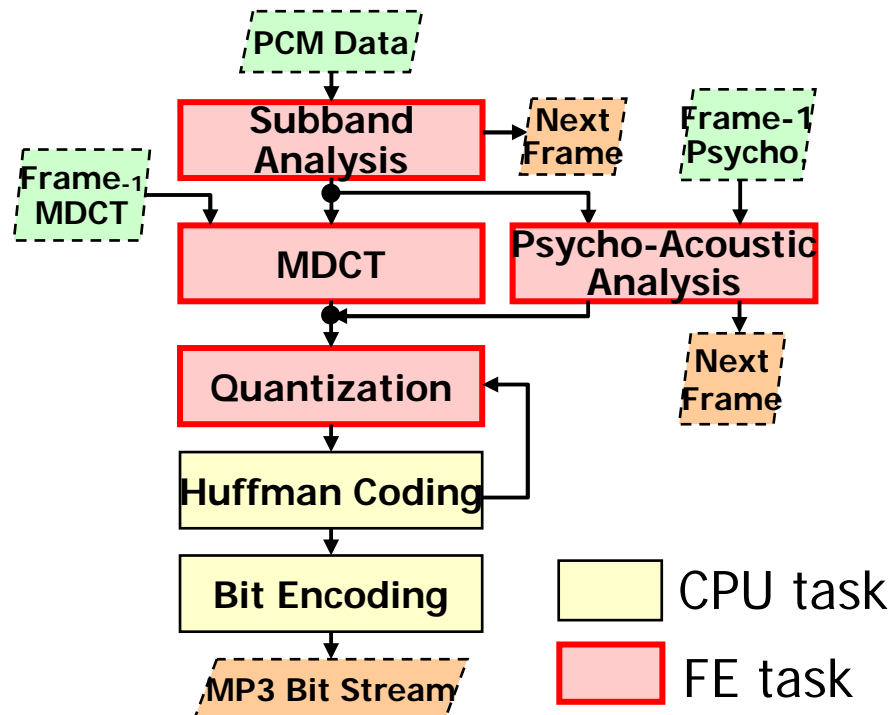 PCM Data
Subband
Analysis
Next
Frame
Frame-1
Psycho.
Frame-1
MDCT
MDCT
Psycho-Acoustic
Analysis
Quantization
Next
Frame
Huffman Coding
Bit Encoding
CPU task
MP3 Bit Stream
FE task